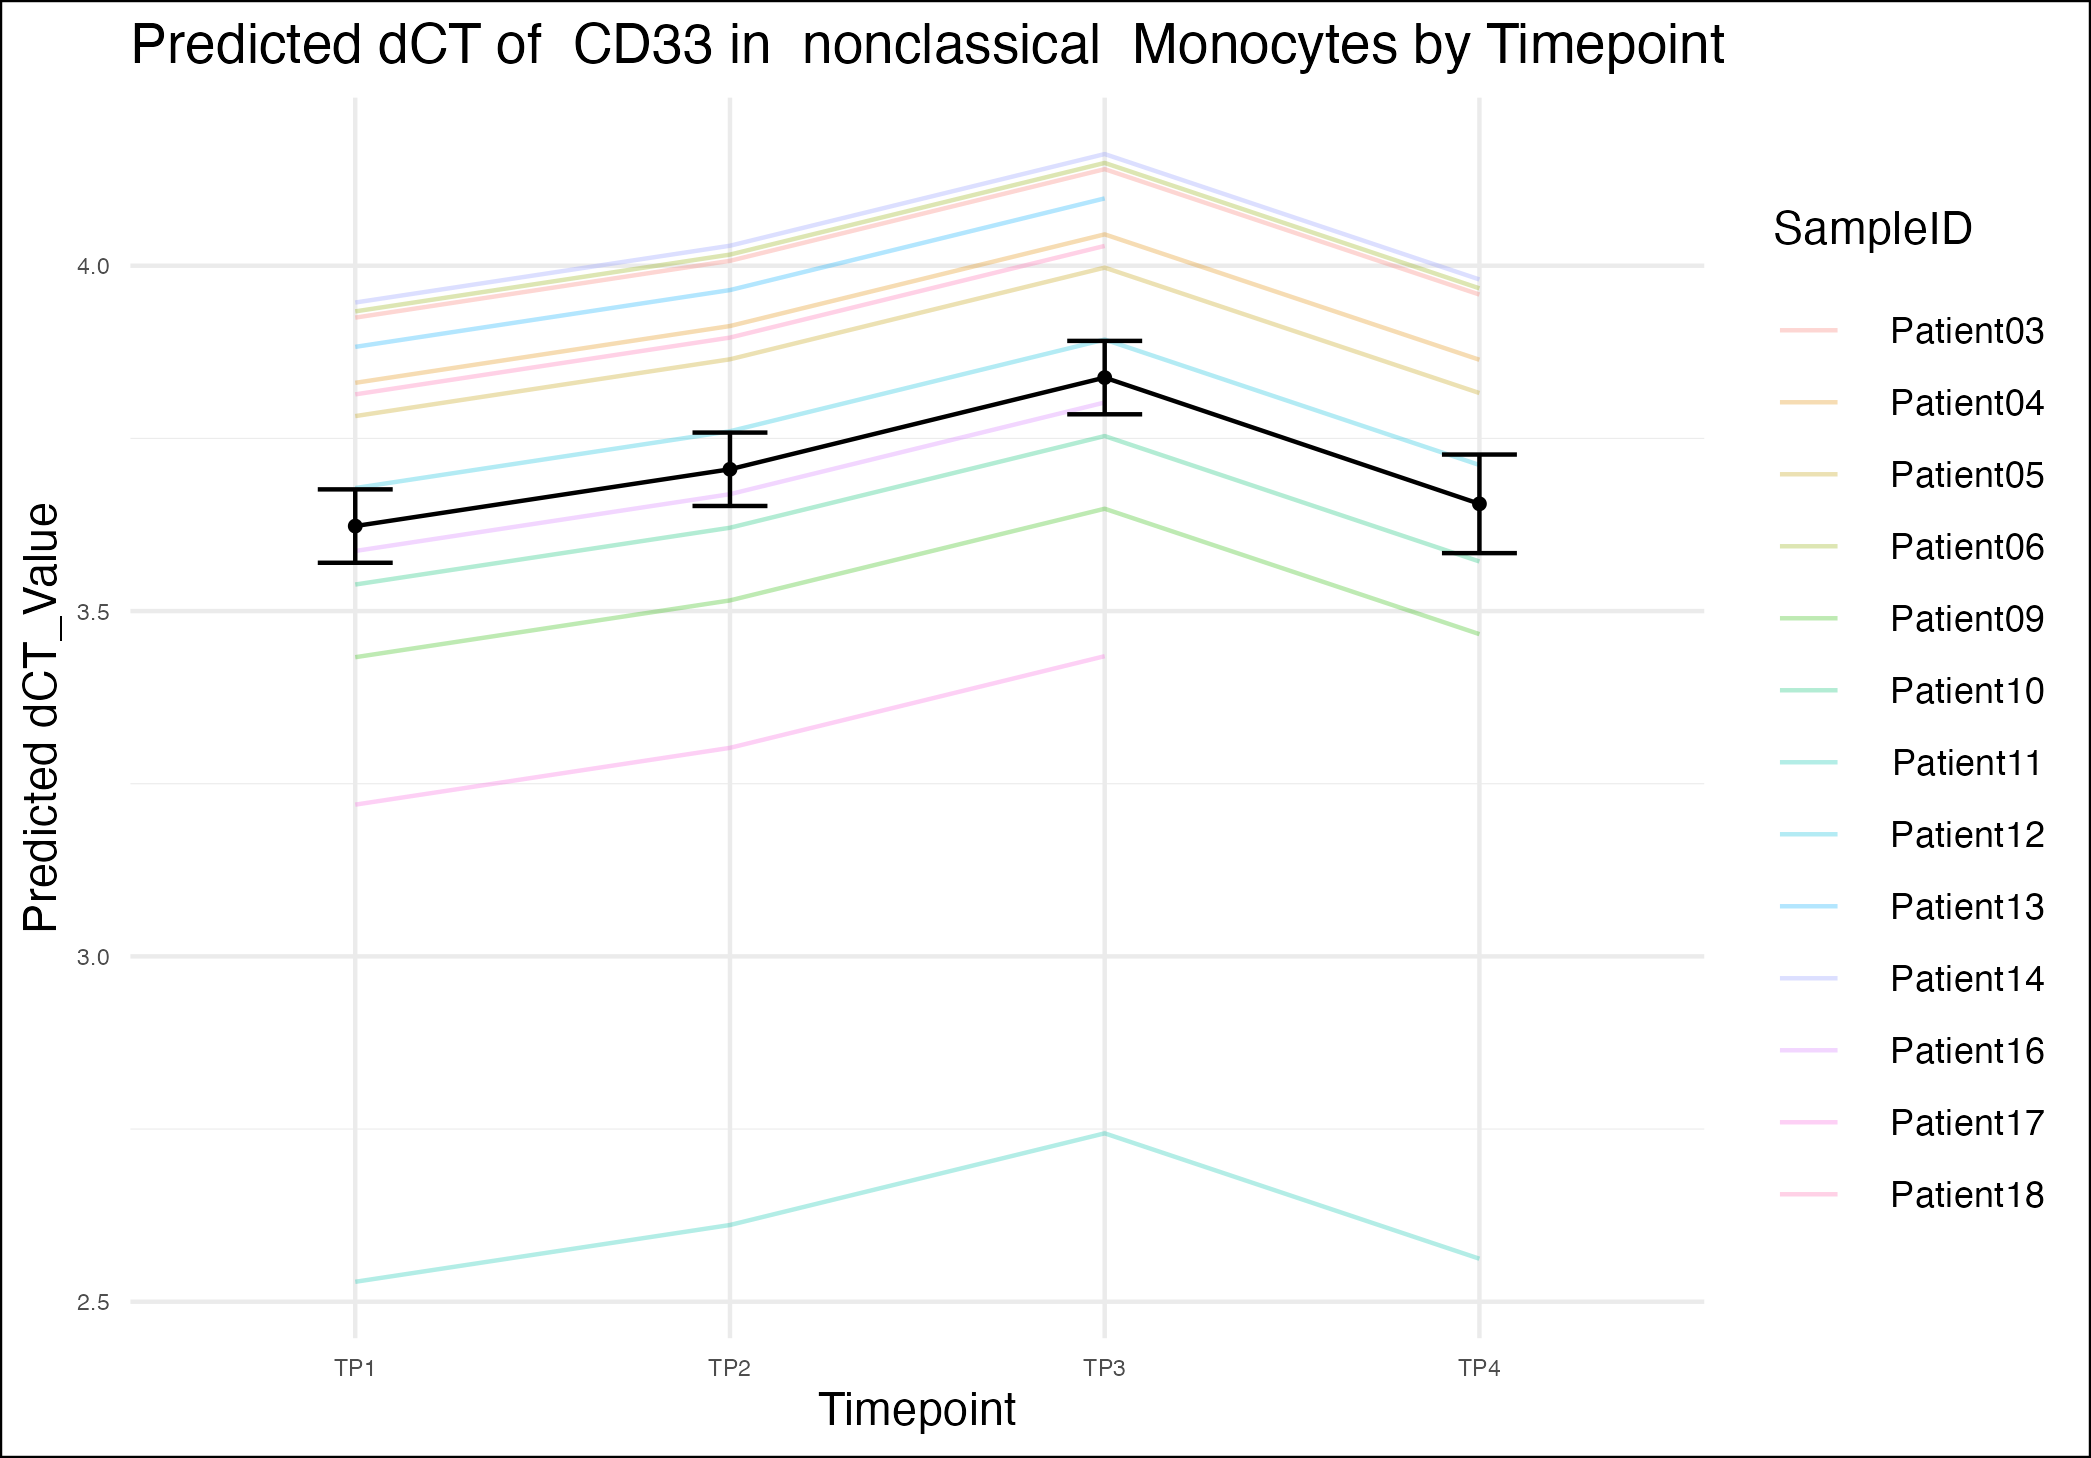 Predicted dCT of  CD33 in  nonclassical  Monocytes by Timepoint
Predicted dCT_Value
4.0
3.5
3.0
2.5
TP1
TP2
TP3
TP4
Timepoint
SampleID
Patient03
Patient04
Patient05
Patient06
Patient09
Patient10
Patient11
Patient12
Patient13
Patient14
Patient16
Patient17
Patient18